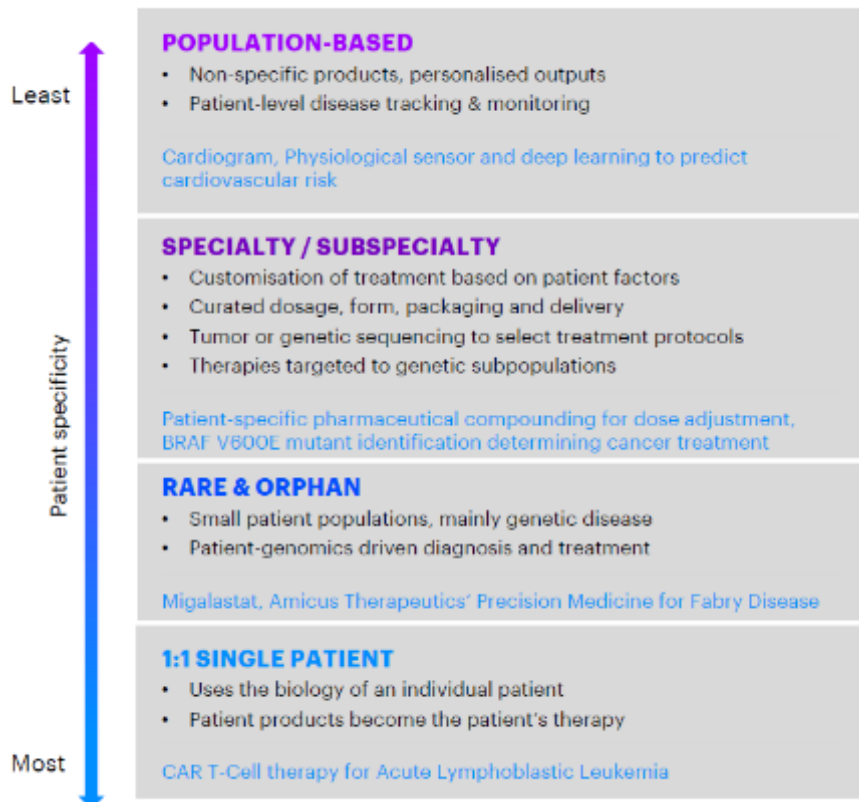 Least
Patient specificity
Most
POPULATION-BASED
• Non-specific products, personalised outputs
• Patient-level disease tracking & monitoring
Cardiogram, Physiological sensor and deep learning to predict
cardiovascular risk
SPECIALTY / SUBSPECIALTY
• Customisation of treatment based on patient factors
• Curated dosage, form, packaging and delivery
• Tumor or genetic sequencing to select treatment protocols
• Therapies targeted to genetic subpopulations
Patient-specific pharmaceutical compounding for dose adjustment,
BRAF V600E mutant identification determining cancer treatment
RARE & ORPHAN
• Small patient populations, mainly genetic disease
• Patient-genomics driven diagnosis and treatment
Migalastat, Amicus Therapeutics' Precision Medicine for Fabry Disease
1:1 SINGLE PATIENT
• Uses the biology of an individual patient
• Patient products become the patient's therapy
CAR T-Cell therapy for Acute Lymphoblastic Leukemia